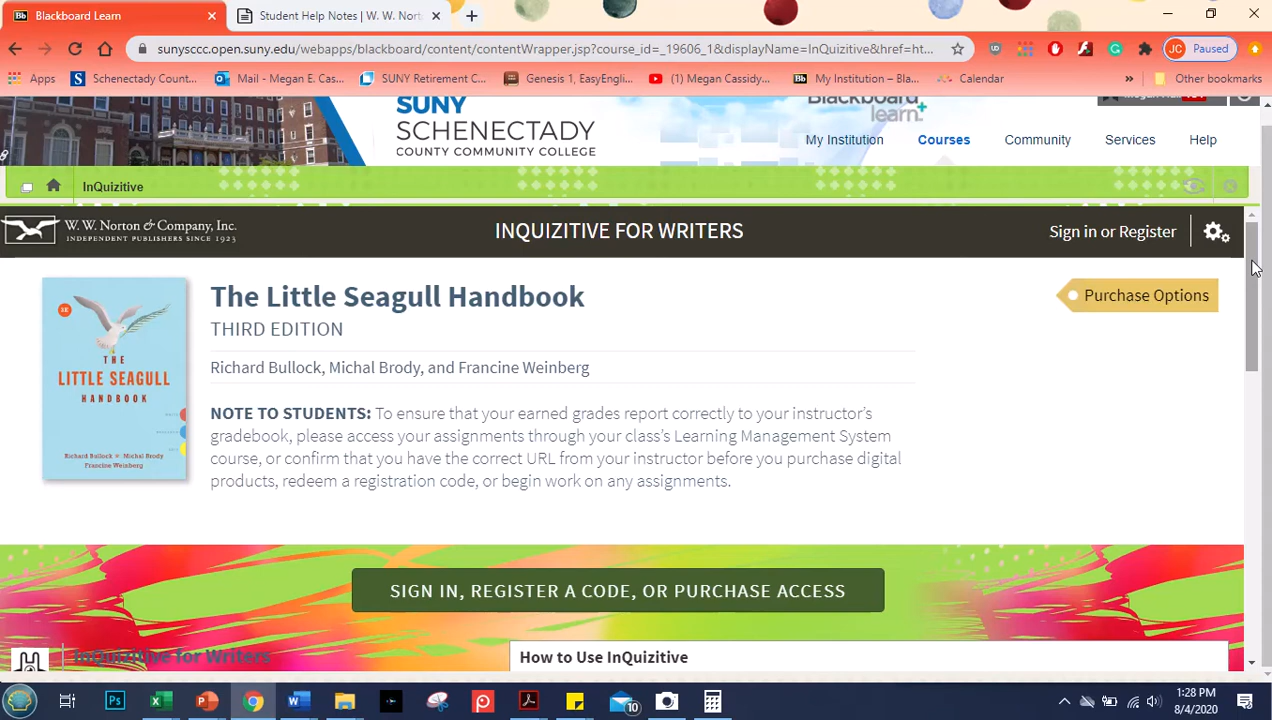 Blackboard Learn
Student Help Notes | W. W. Nort
sunysccc.open.suny.edu/webapps/blackboard/content/contentWrapper.jsp?course_id=_19606_1&displayName=InQuizitive&href=ht...
JC Paused
Apps
Schenectady Count...
Mail - Megan E. Cas...
SUNY Retirement C...
Genesis 1, EasyEngli...
(1) Megan Cassidy...
My Institution – Bla...
Calendar
»
Other bookmarks
SUNY
SCHENECTADY
COUNTY COMMUNITY COLLEGE
Blackboard
learn+
My Institution
Courses
Community
Services
Help
InQuizitive
W. W. NORTON & COMPANY, INC.
INDEPENDENT PUBLISHERS SINCE 1923
INQUIZITIVE FOR WRITERS
Sign in or Register
The Little Seagull Handbook
Purchase Options
THIRD EDITION
Richard Bullock, Michal Brody, and Francine Weinberg
THE
LITTLE SEAGULL
HANDBOOK
Richard Bullock Michal Brody
Francine Weinberg
NOTE TO STUDENTS: To ensure that your earned grades report correctly to your instructor's
gradebook, please access your assignments through your class's Learning Management System
course, or confirm that you have the correct URL from your instructor before you purchase digital
products, redeem a registration code, or begin work on any assignments.
SIGN IN, REGISTER A CODE, OR PURCHASE ACCESS
InQuizitive for Writers
How to Use InQuizitive
10
1:28 PM
8/4/2020